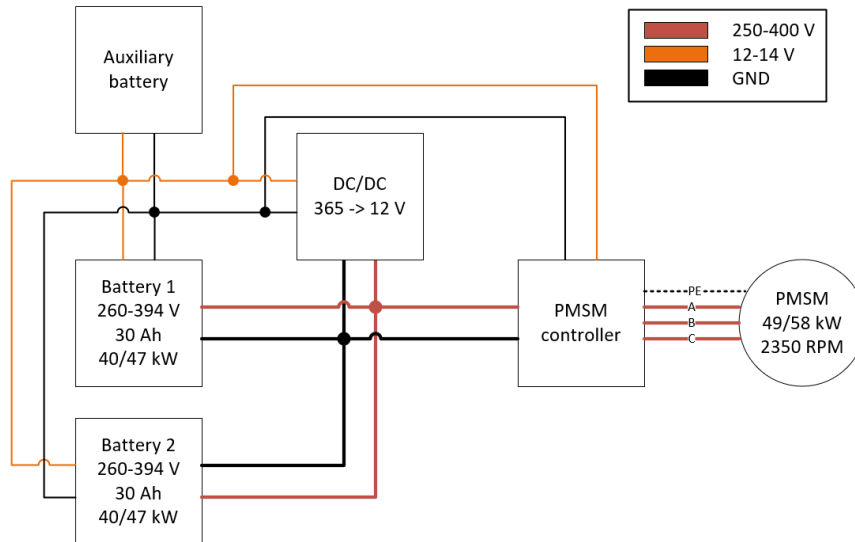 Auxiliary
battery
250-400 V
12-14 V
GND
DC/DC
365 -> 12 V
Battery 1
260-394 V
30 Ah
40/47 kW
PMSM
controller
PE
A
B
C
PMSM
49/58 kW
2350 RPM
Battery 2
260-394 V
30 Ah
40/47 kW